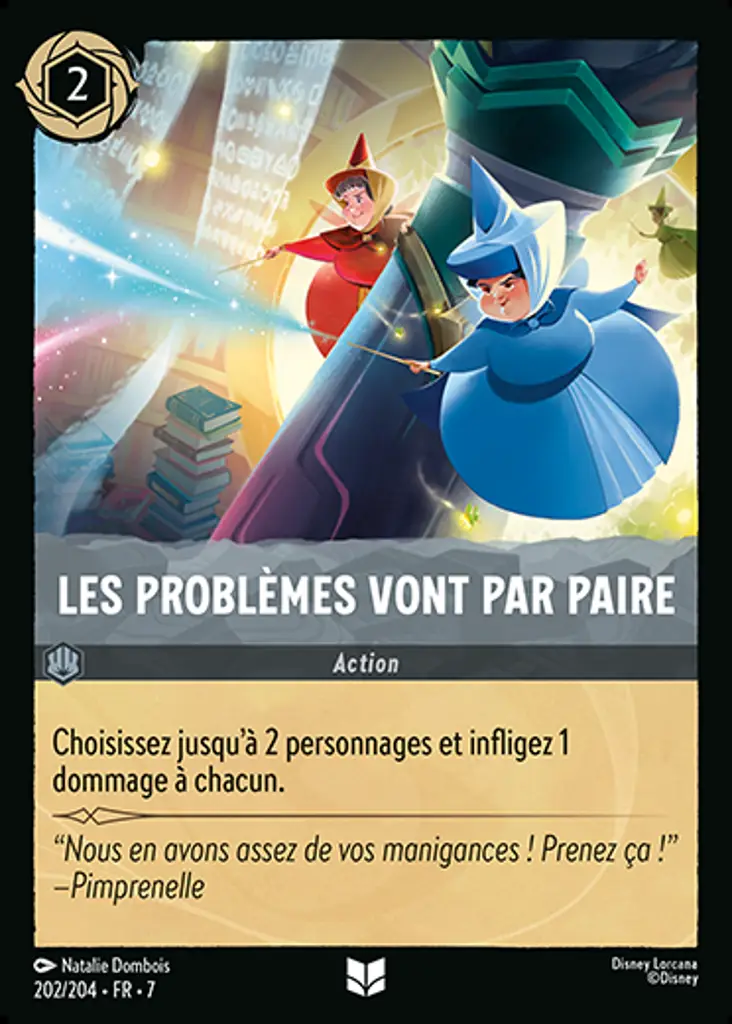 2
LES PROBLÈMES VONT PAR PAIRE
Action
Choisissez jusqu'à 2 personnages et infligez 1
dommage à chacun.
“Nous en avons assez de vos manigances ! Prenez ça !”
–Pimprenelle
Natalie Dombois
202/204 • FR • 7
Disney Lorcana
©Disney